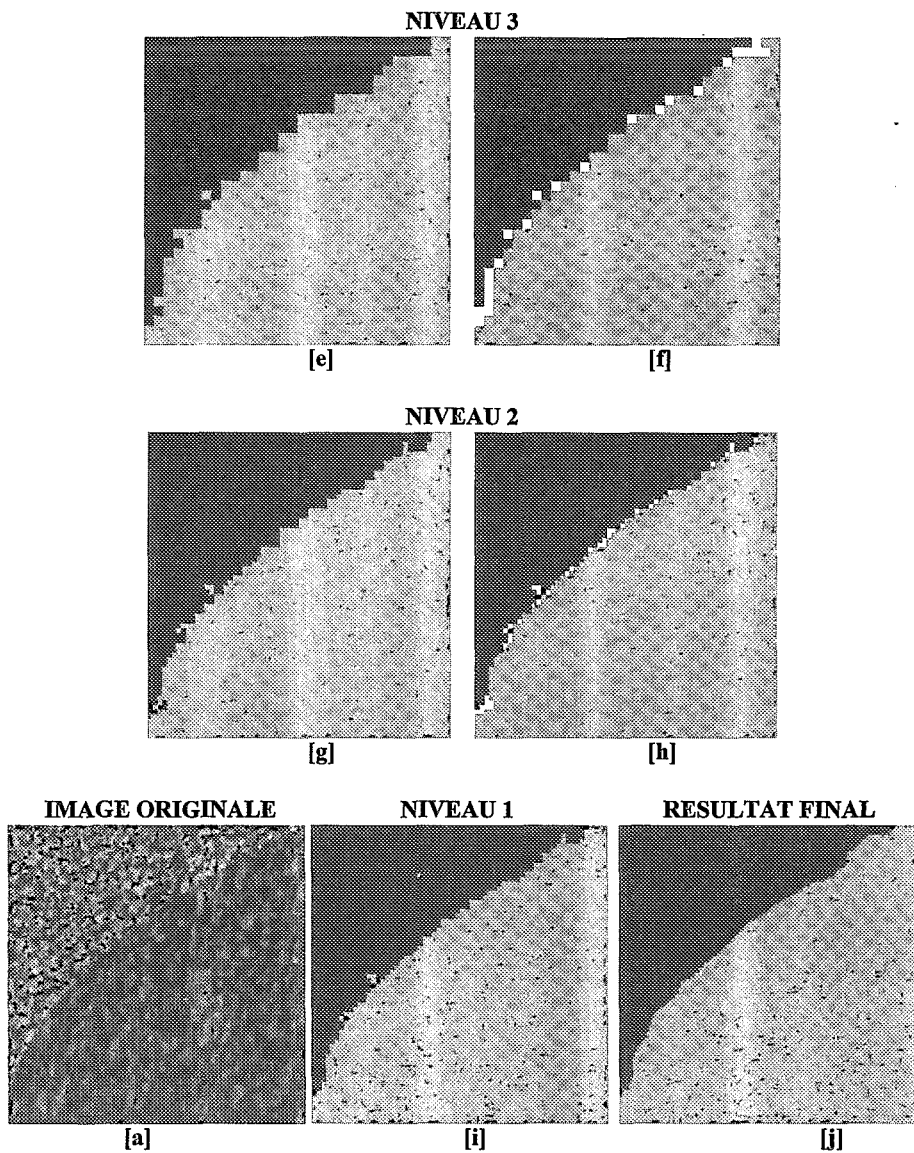 NIVEAU 3
[e] [f]
NIVEAU 2
[g] [h]
IMAGE ORIGINALE NIVEAU 1 RESULTAT FINAL
[a] [i] [j]